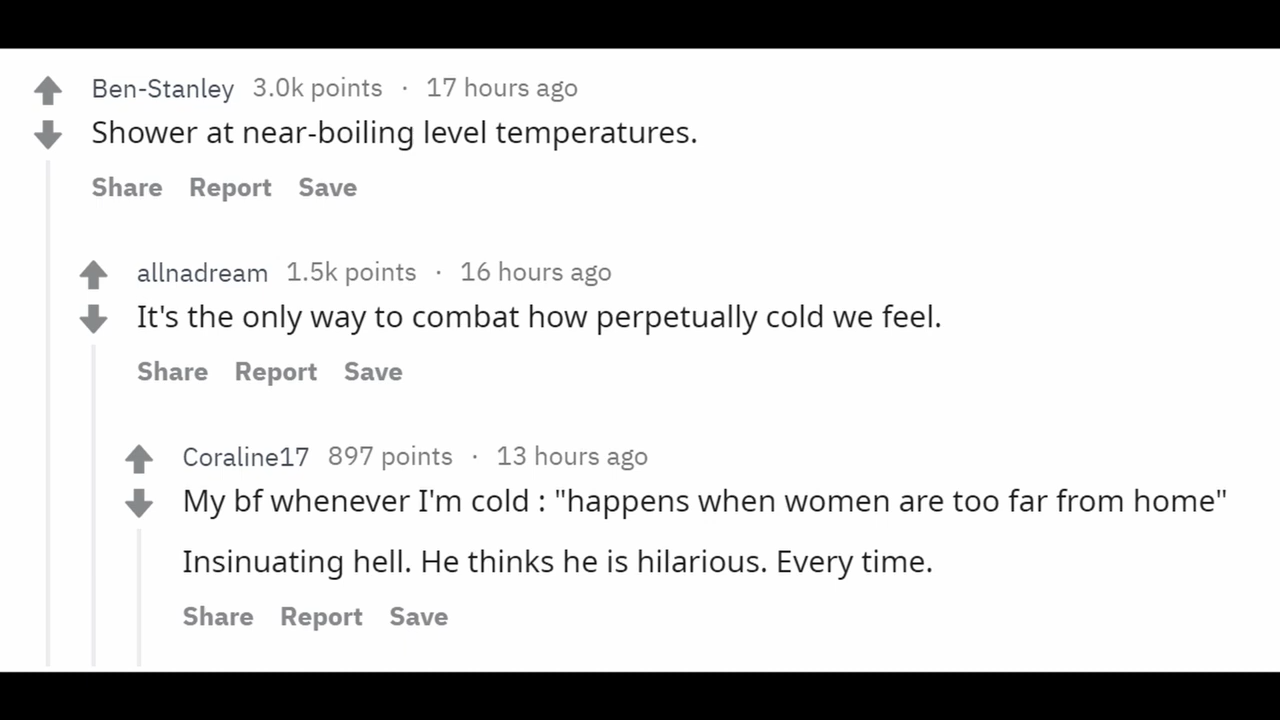 Ben-Stanley 3.0k points · 17 hours ago
Shower at near-boiling level temperatures.
Share Report Save
allnadream 1.5k points · 16 hours ago
It's the only way to combat how perpetually cold we feel.
Share Report Save
Coraline17 897 points · 13 hours ago
My bf whenever I'm cold : "happens when women are too far from home"
Insinuating hell. He thinks he is hilarious. Every time.
Share Report Save